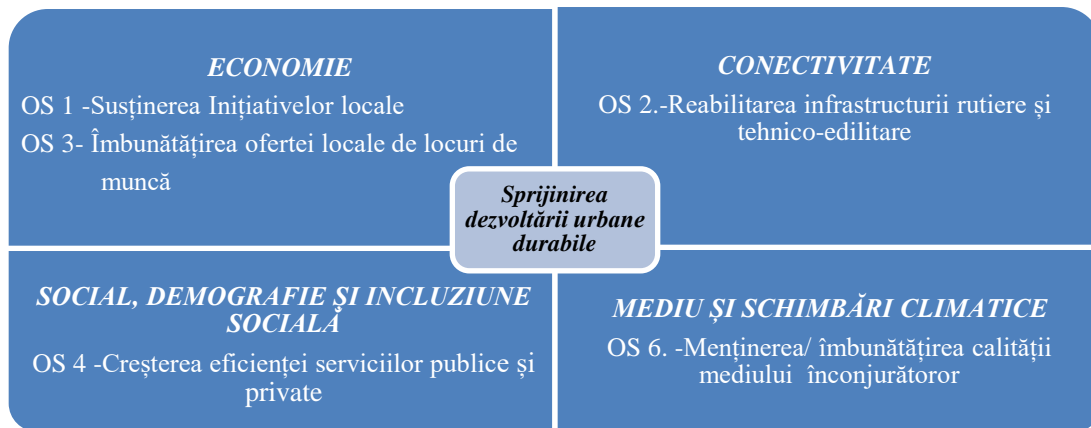 ECONOMIE
OS 1 -Susținerea Inițiativelor locale
OS 3- Îmbunătățirea ofertei locale de locuri de
muncă
CONECTIVITATE
OS 2.-Reabilitarea infrastructurii rutiere și
tehnico-edilitare
Sprijinirea
dezvoltării urbane
durabile
SOCIAL, DEMOGRAFIE ȘI INCLUZIUNE
SOCIALĂ
OS 4 -Creșterea eficienței serviciilor publice și
private
MEDIU ȘI SCHIMBĂRI CLIMATICE
OS 6. -Menținerea/ îmbunătățirea calității
mediului înconjurătoror